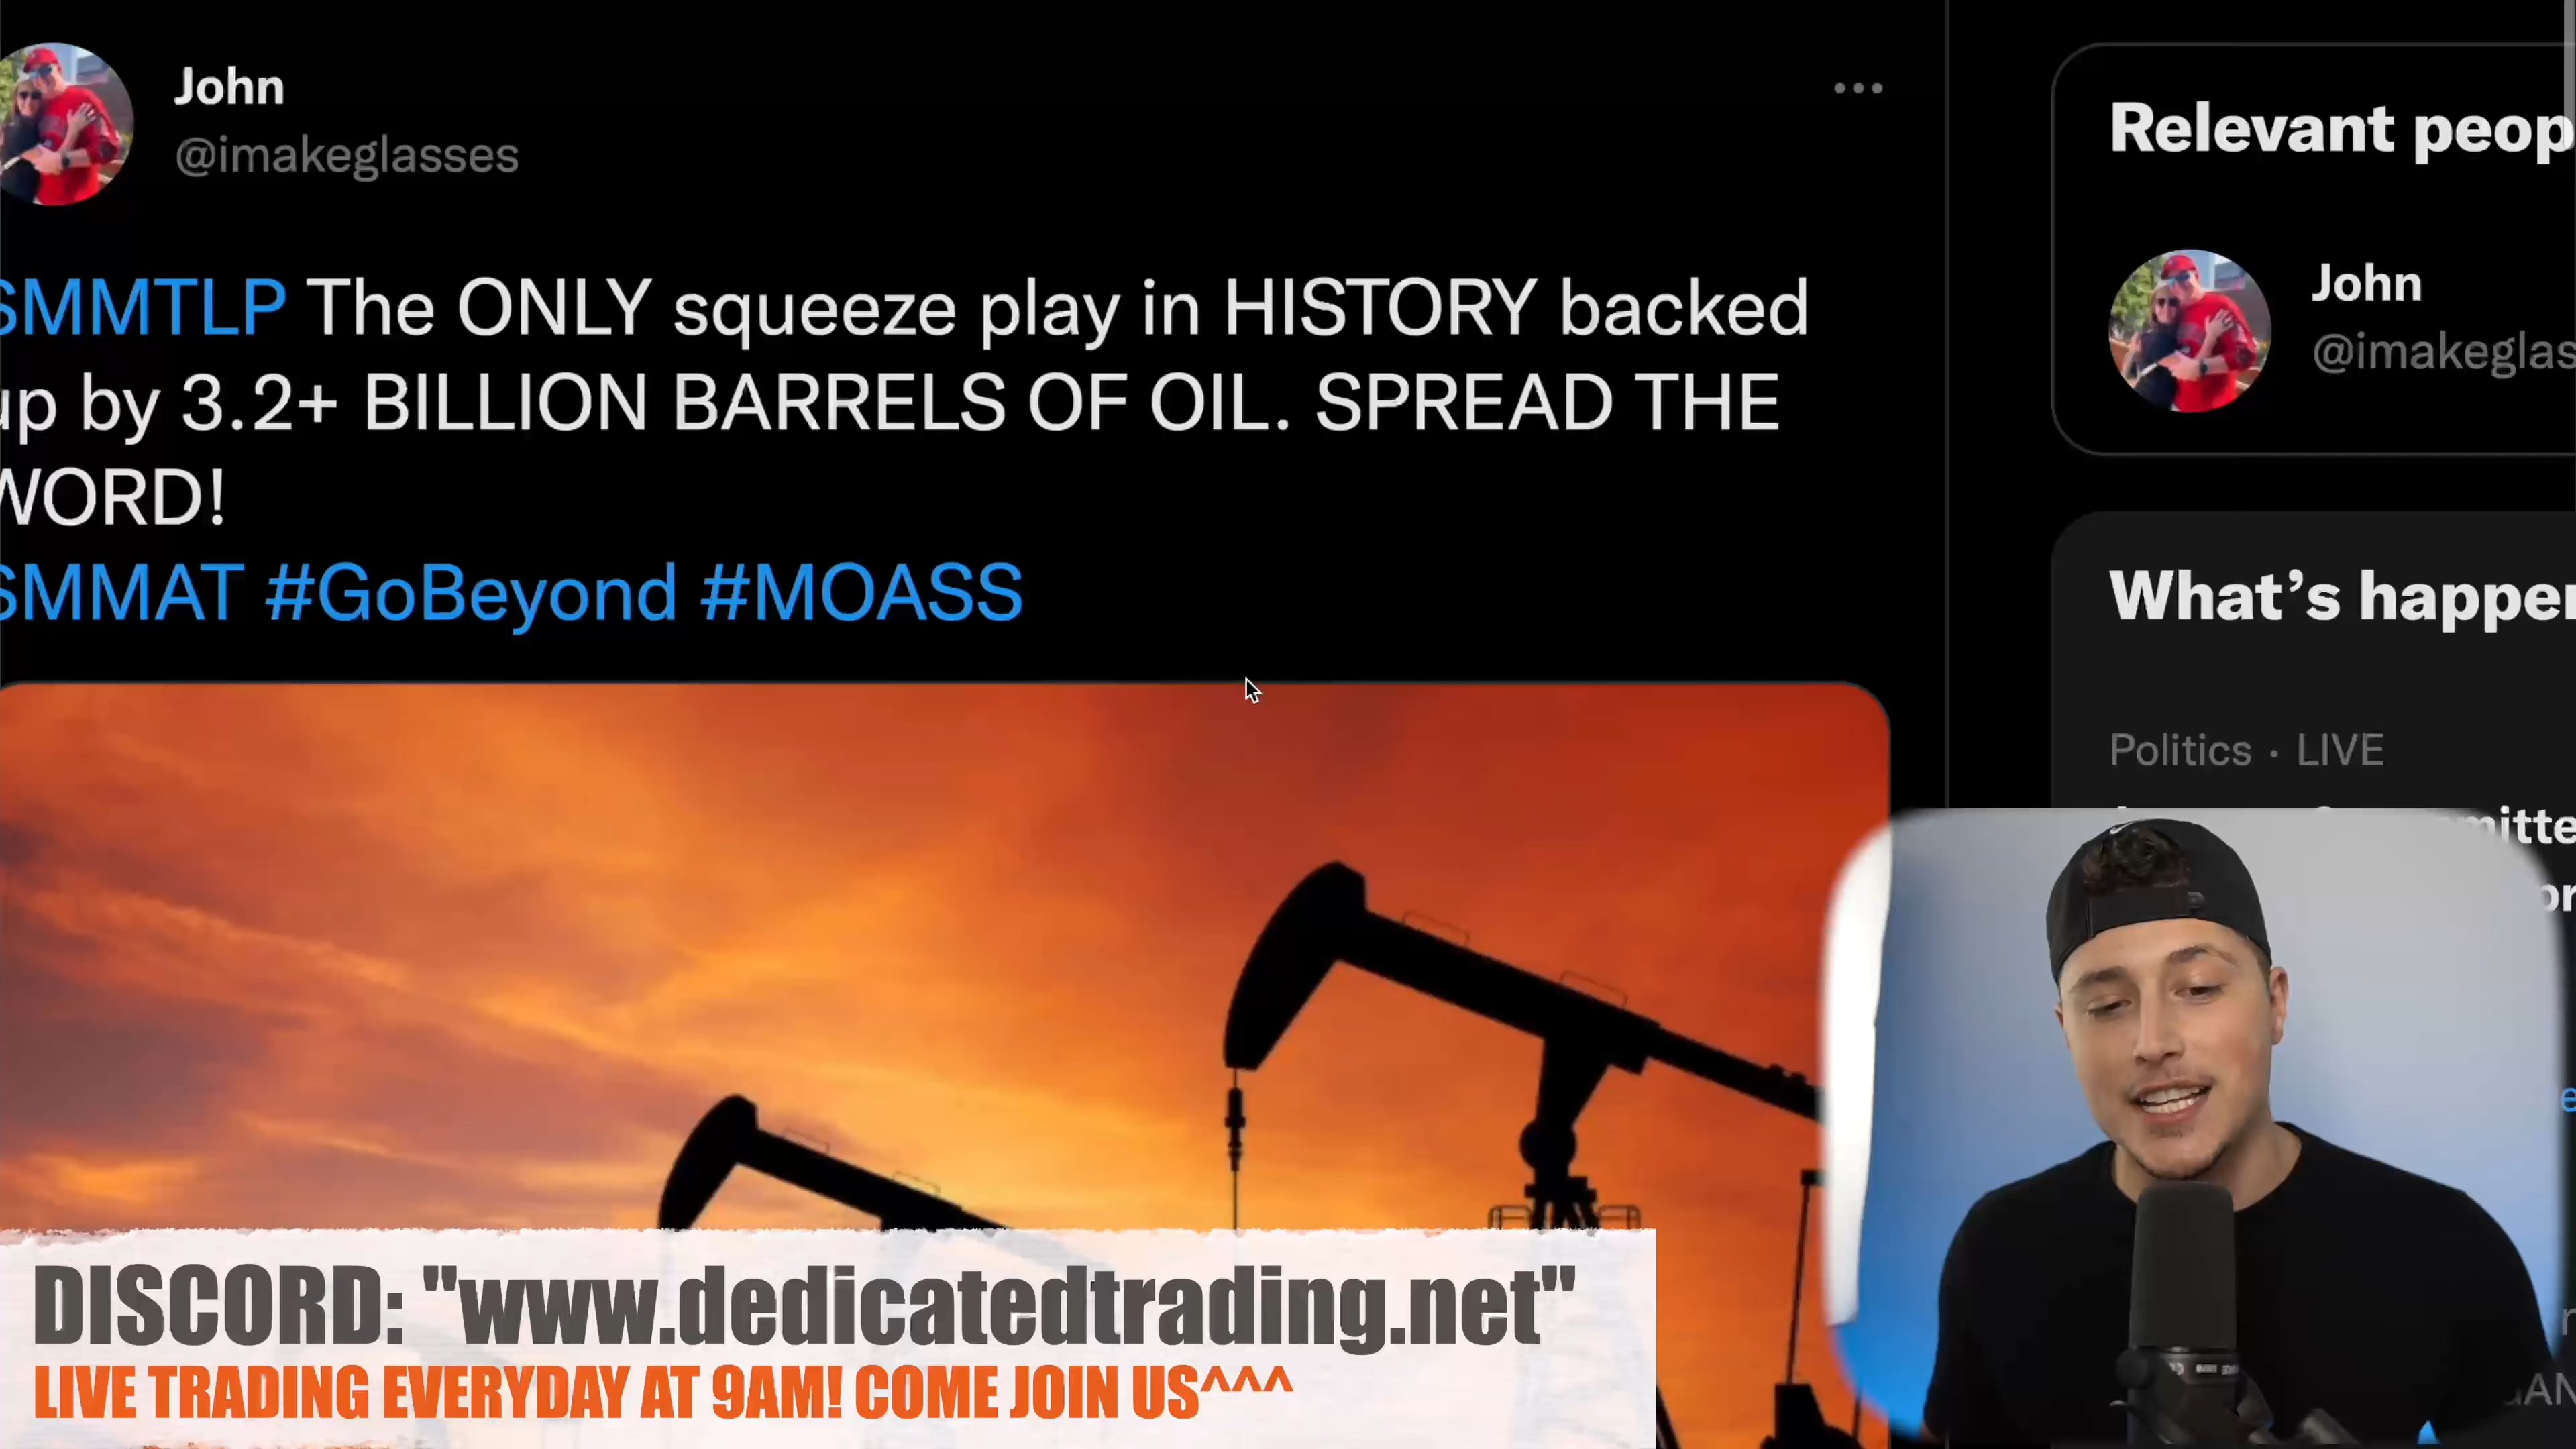 John
@imakeglasses
$MMTLP The ONLY squeeze play in HISTORY backed
up by 3.2+ BILLION BARRELS OF OIL. SPREAD THE
WORD!
$MMAT #GoBeyond #MOASS
Relevant peop
John
@imakeglas
What's happen
Politics · LIVE
DISCORD: "www.dedicatedtrading.net"
LIVE TRADING EVERYDAY AT 9AM! COME JOIN US^^^